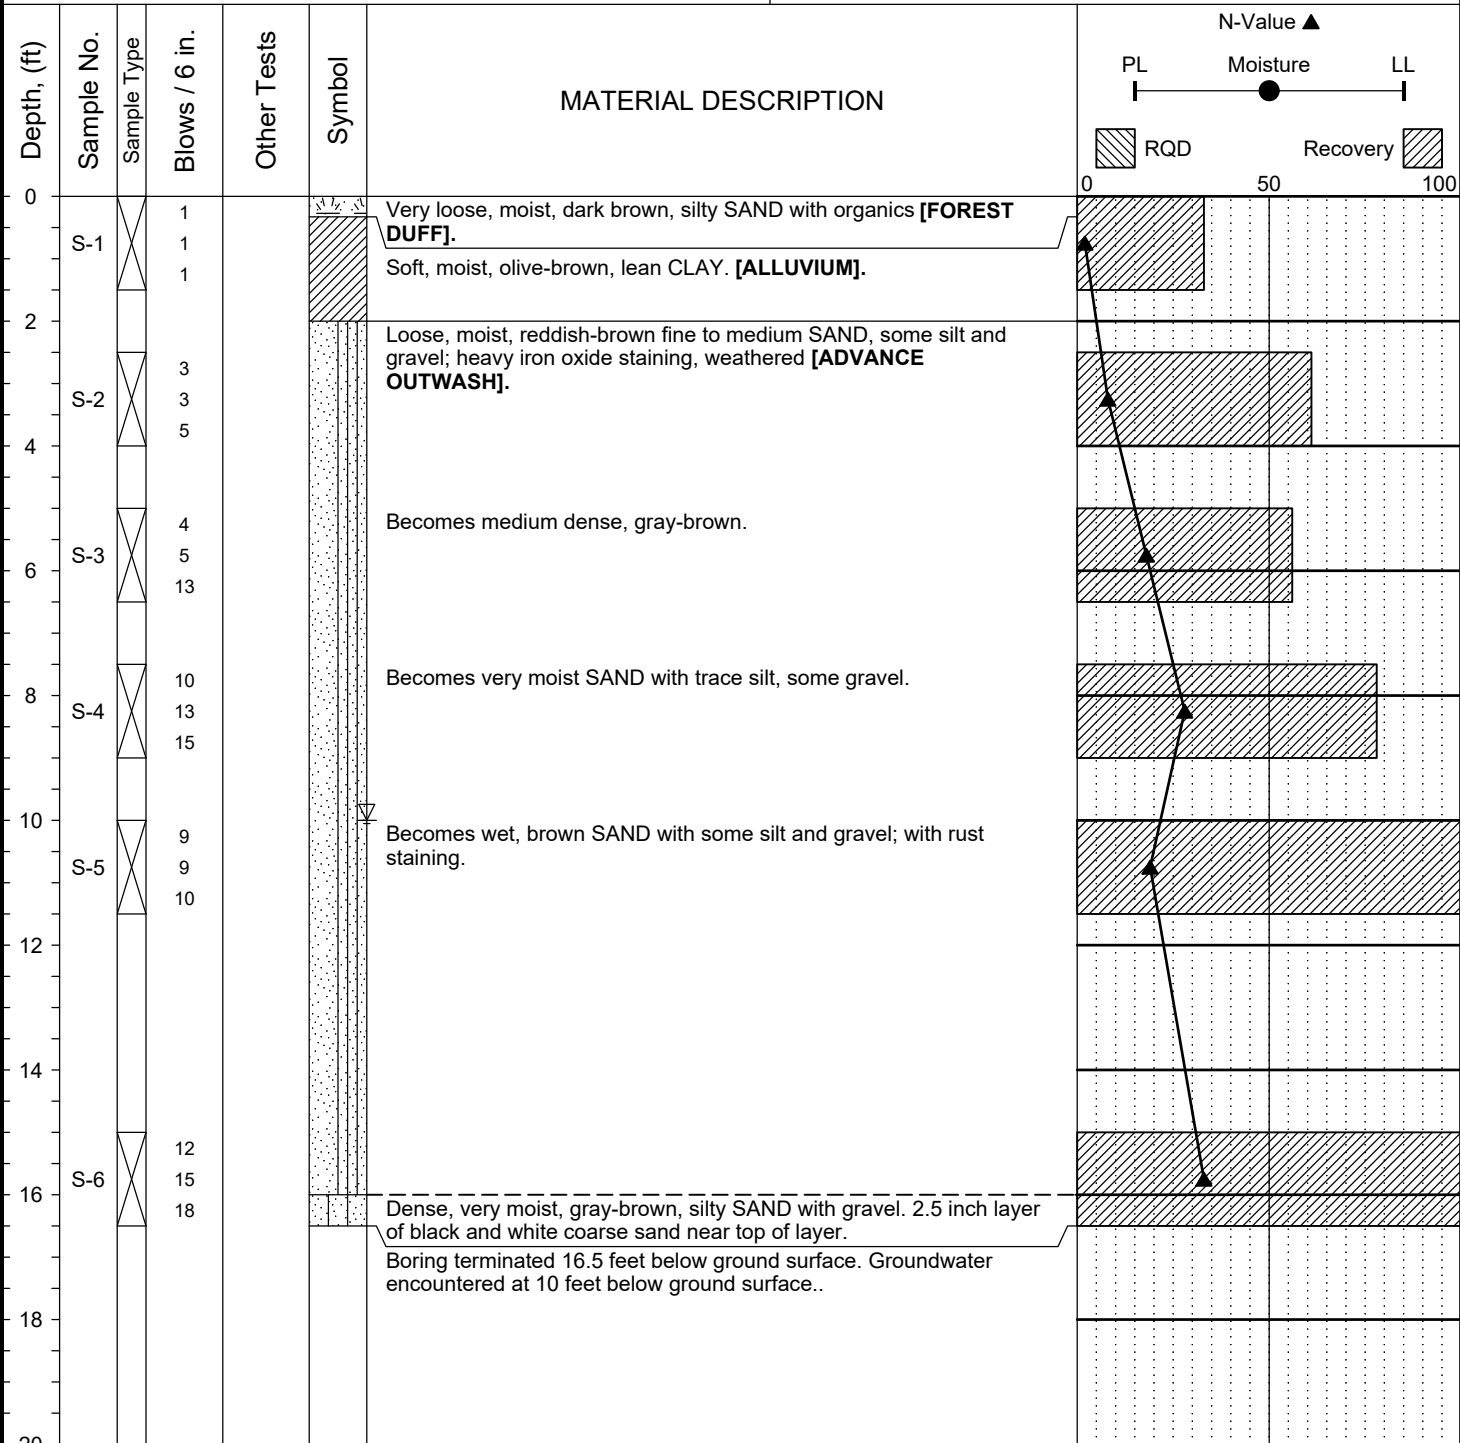 Depth, (ft)
Sample No.
Sample Type
Blows / 6 in.
Other Tests
Symbol
MATERIAL DESCRIPTION
N-Value ▲
PL Moisture LL
RQD Recovery
0 50 100
0
S-1
1
1
1
Very loose, moist, dark brown, silty SAND with organics [FOREST
DUFF].
Soft, moist, olive-brown, lean CLAY. [ALLUVIUM].
2
Loose, moist, reddish-brown fine to medium SAND, some silt and
gravel; heavy iron oxide staining, weathered [ADVANCE
OUTWASH].
S-2
3
3
5
4
S-3
4
5
13
Becomes medium dense, gray-brown.
6
S-4
10
13
15
Becomes very moist SAND with trace silt, some gravel.
8
10
S-5
9
9
10
Becomes wet, brown SAND with some silt and gravel; with rust
staining.
12
14
S-6
12
15
18
16
Dense, very moist, gray-brown, silty SAND with gravel. 2.5 inch layer
of black and white coarse sand near top of layer.
Boring terminated 16.5 feet below ground surface. Groundwater
encountered at 10 feet below ground surface..
18
20